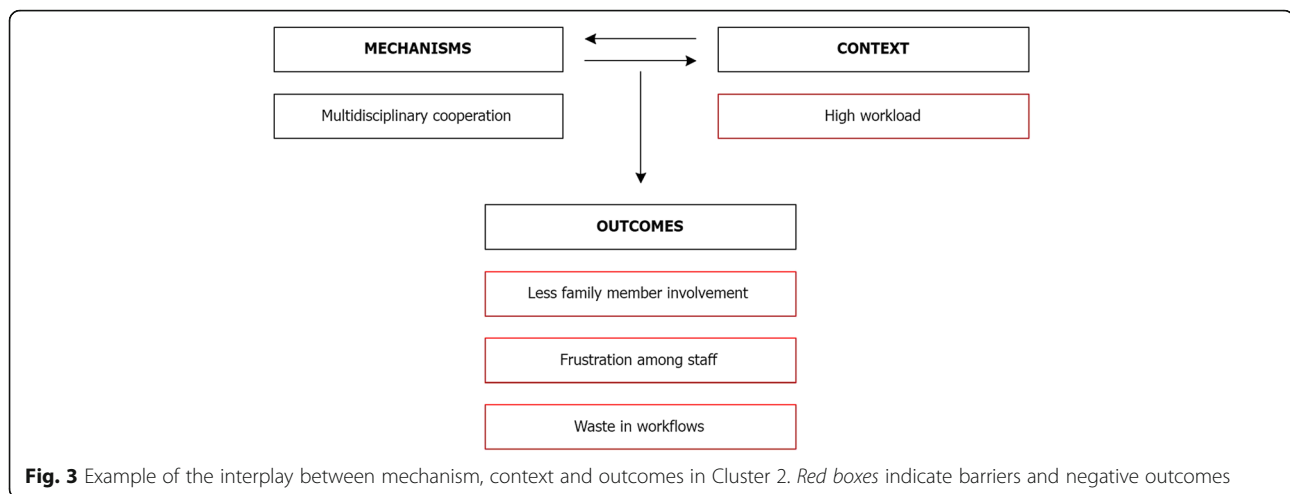 MECHANISMS
CONTEXT
Multidisciplinary cooperation
High workload
OUTCOMES
Less family member involvement
Frustration among staff
Waste in workflows
Fig. 3 Example of the interplay between mechanism, context and outcomes in Cluster 2. Red boxes indicate barriers and negative outcomes